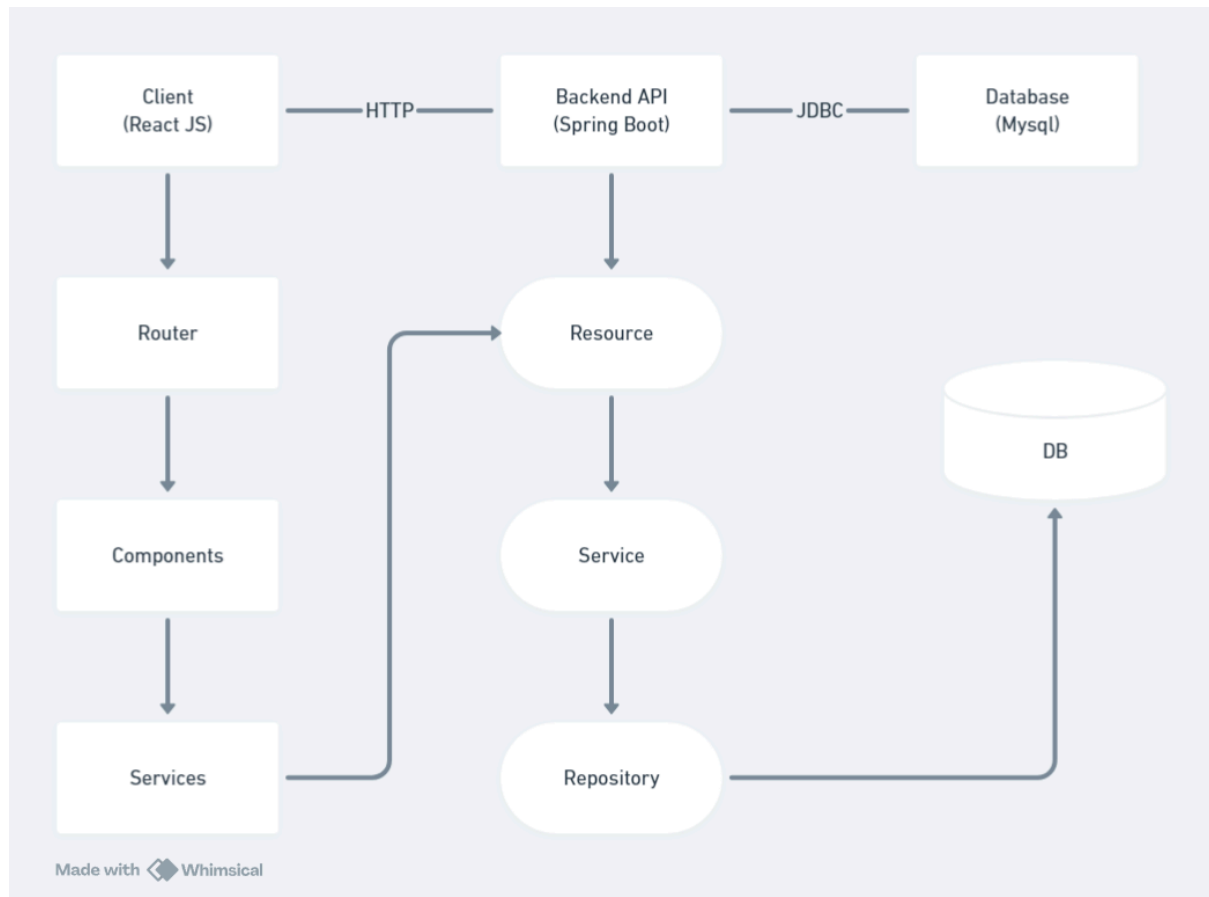 Client
(React JS)
HTTP
Backend API
(Spring Boot)
JDBC
Database
(Mysql)
Router
Resource
DB
Components
Service
Services
Repository
Made with Whimsical